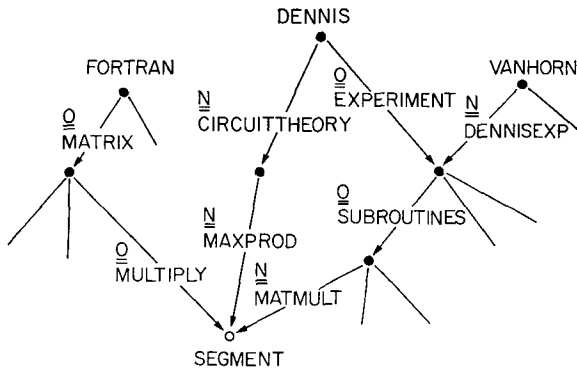 DENNIS
FORTRAN
VANHORN
O
MATRIX
N
CIRCUITTHEORY
O
EXPERIMENT
N
DENNISEXP
O
SUBROUTINES
N
MAXPROD
O
MULTIPLY
N
MATMULT
SEGMENT